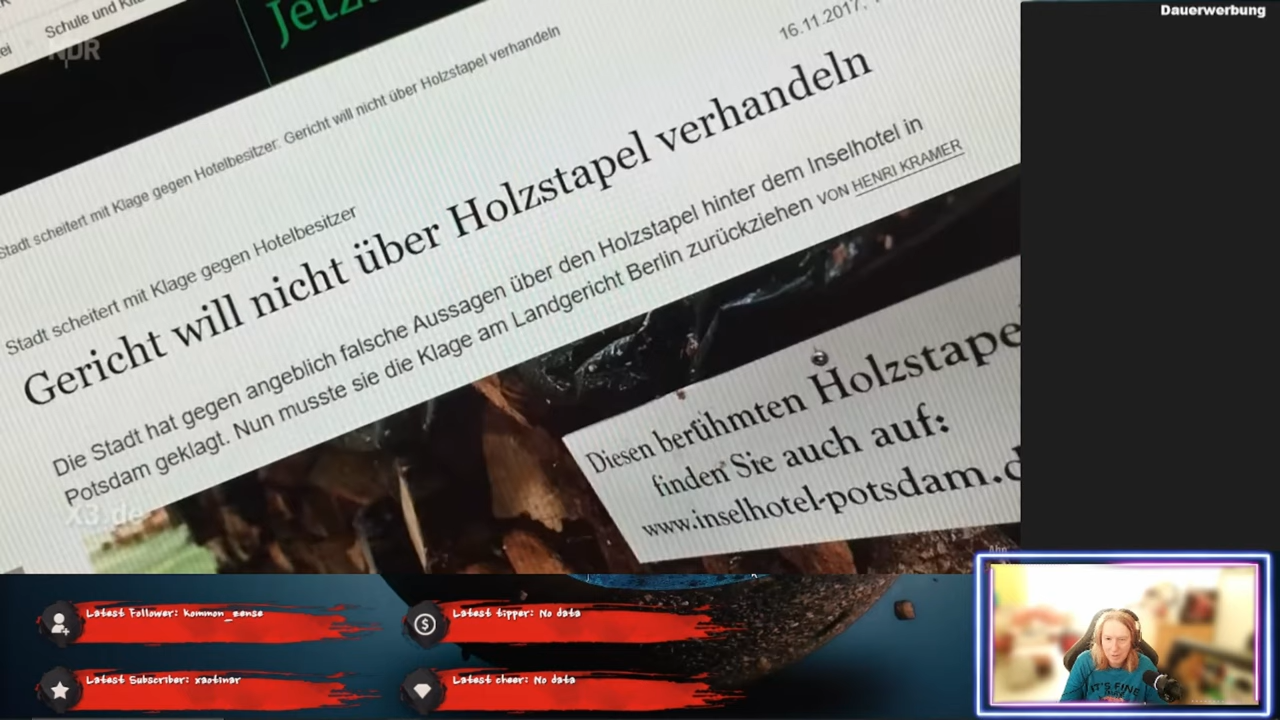 Dauerwerbung
Schule und
NDR
Jetz
16.11.2017,
Stadt scheitert mit Klage gegen Hotelbesitzer: Gericht will nicht über Holzstapel verhandeln
Stadt scheitert mit Klage gegen Hotelbesitzer
Gericht will nicht über Holzstapel verhandeln
Die Stadt hat gegen angeblich falsche Aussagen über den Holzstapel hinter dem Inselhotel in
Potsdam geklagt. Nun musste sie die Klage am Landgericht Berlin zurückziehen VON HENRI KRAMER
Diesen berühmten Holzstape
finden Sie auch auf:
www.inselhotel-potsdam.d
x3.de
Latest Follower: Kommon_zense
Latest tipper: No data
Latest Subscriber: xaotinar
Latest cheer: No data
IT'S FINE